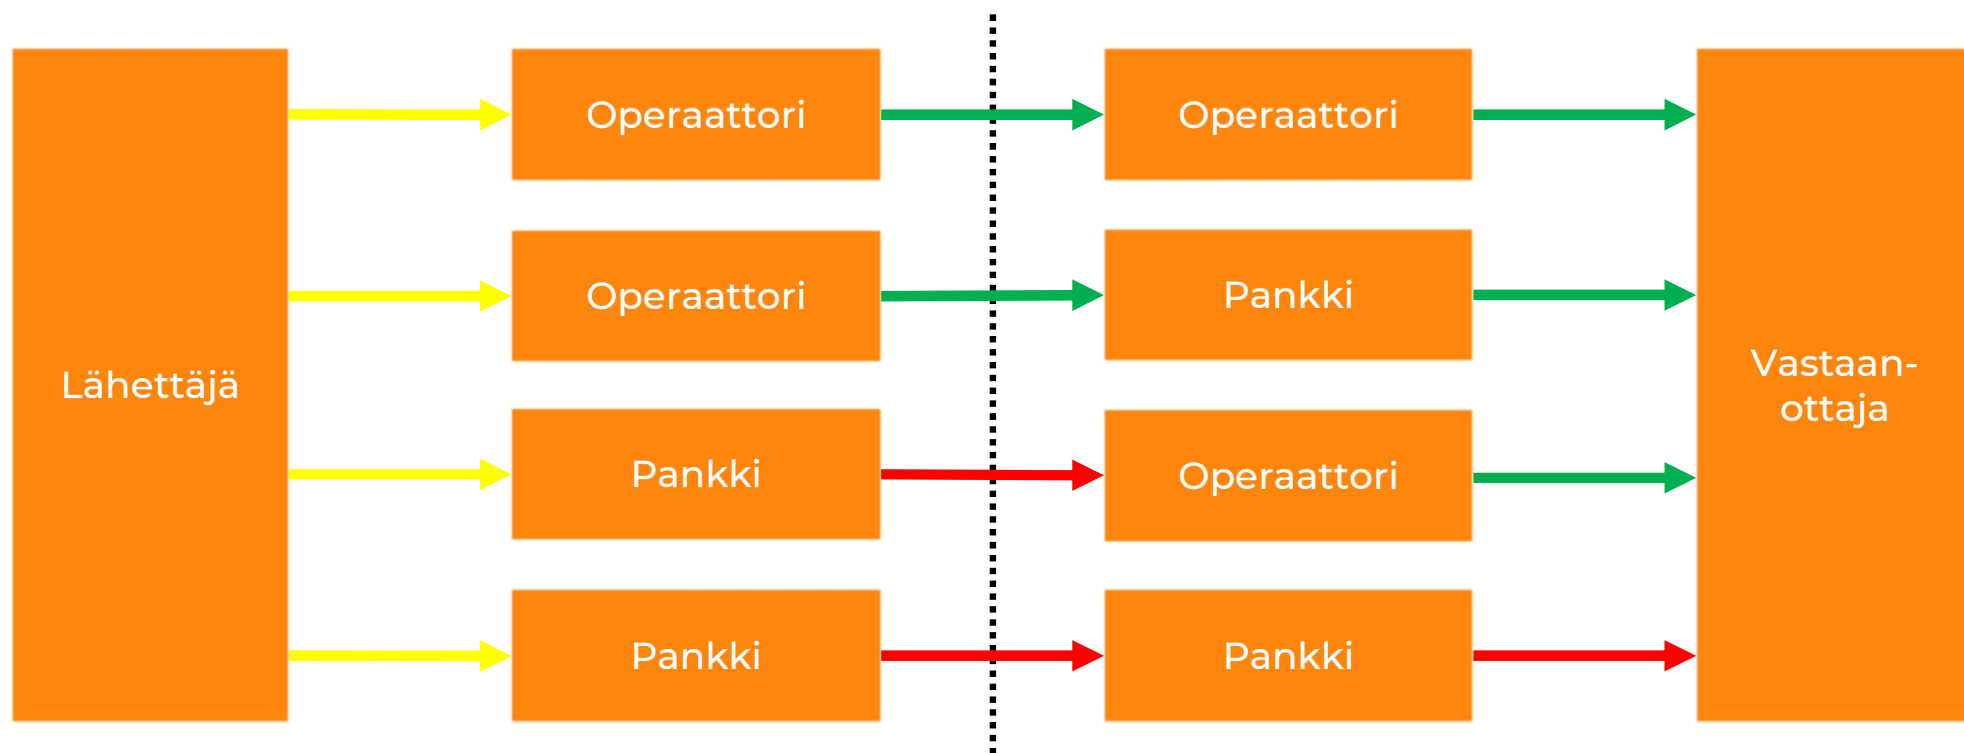 Lähettäjä
Operaattori
Operaattori
Operaattori
Pankki
Pankki
Operaattori
Pankki
Pankki
Vastaan-
ottaja